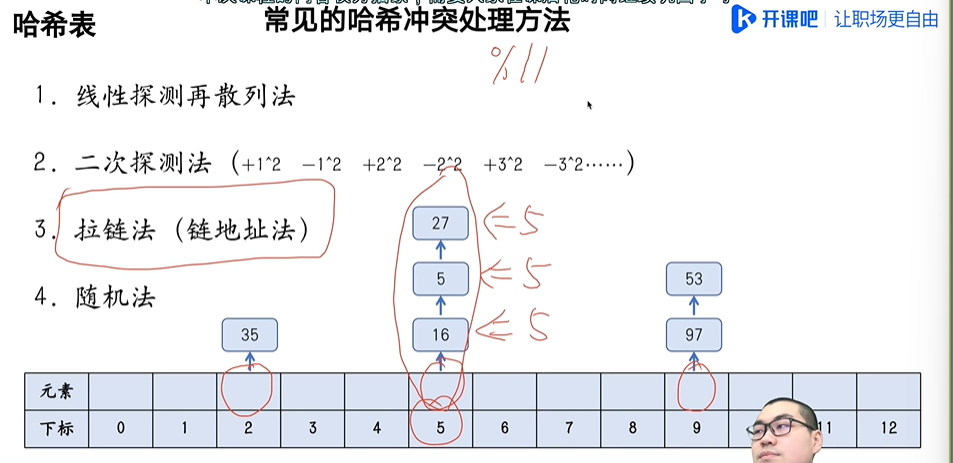 哈希表
常见的哈希冲突处理方法
开课吧 让职场更自由
%11
1. 线性探测再散列法
2. 二次探测法（+1^2 -1^2 +2^2 -2^2 +3^2 -3^2……）
3. 拉链法（链地址法）
4. 随机法
27 <= 5
5 <= 5
53
35
16 <= 5
97
元素
下标 0 1 2 3 4 5 6 7 8 9 11 12